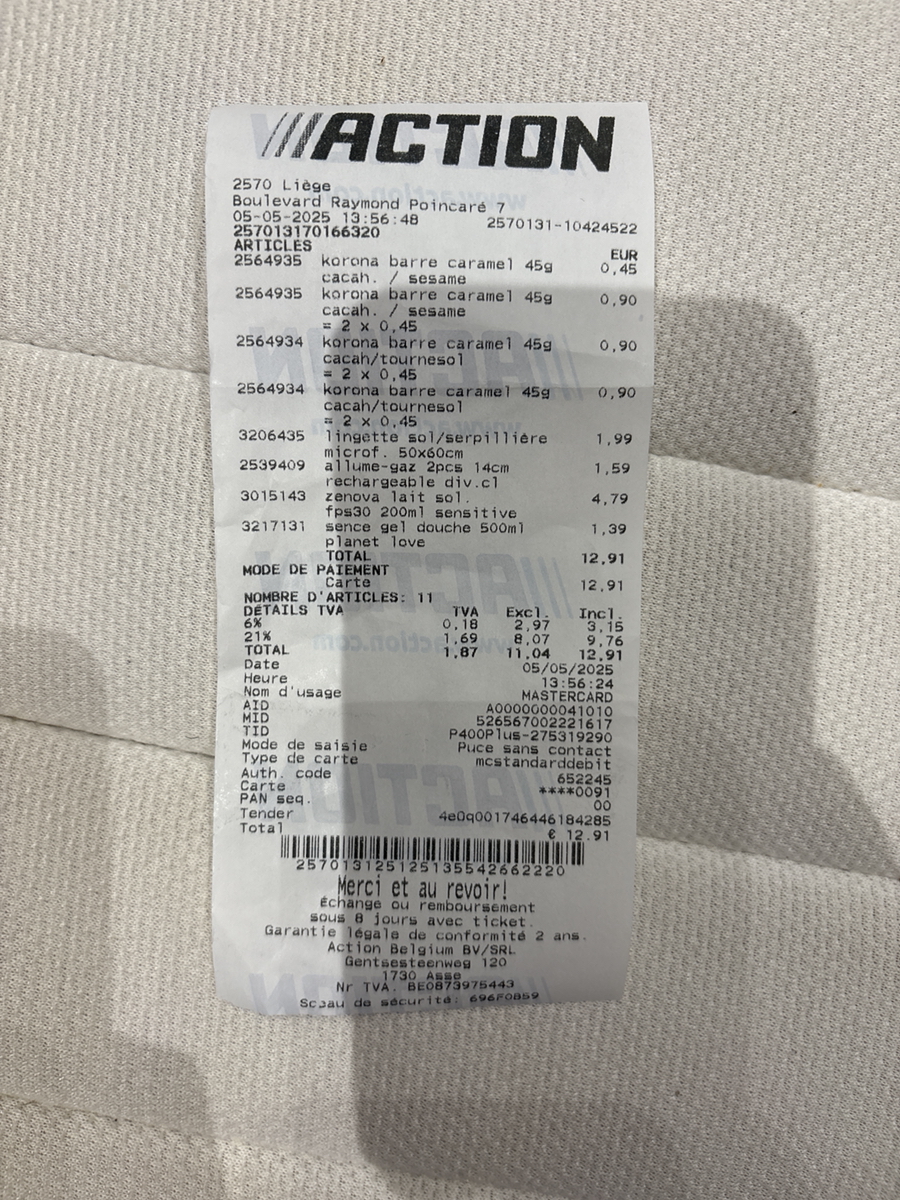 ACTION
2570 Liège
Boulevard Raymond Poincaré 7
05-05-2025 13:56:48 2570131-10424522
257013170166320
ARTICLES EUR
2564935 korona barre caramel 45g 0,45
cacah. / sesame
2564935 korona barre caramel 45g 0,90
cacah. / sesame
= 2 x 0,45
2564934 korona barre caramel 45g 0,90
cacah/tournesol
= 2 x 0,45
2564934 korona barre caramel 45g 0,90
cacah/tournesol
= 2 x 0,45
3206435 lingette sol/serpillière 1,99
microf. 50x60cm
2539409 allume-gaz 2pcs 14cm 1,59
rechargeable div.cl
3015143 zenova lait sol. 4,79
fps30 200ml sensitive
3217131 sence gel douche 500ml 1,39
planet love
TOTAL 12,91
MODE DE PAIEMENT
Carte 12,91
NOMBRE D'ARTICLES: 11
DÉTAILS TVA TVA Excl. Incl.
6% 0,18 2,97 3,15
21% 1,69 8,07 9,76
TOTAL 1,87 11,04 12,91
Date 05/05/2025
Heure 13:56:24
Nom d'usage MASTERCARD
AID A0000000041010
MID 526567002221617
TID P400Plus-275319290
Mode de saisie Puce sans contact
Type de carte mcstandarddebit
Auth. code 652245
Carte ****0091
PAN seq. 00
Tender 4e0q001746446184285
Total € 12.91
257013125125135542662220
Merci et au revoir!
Échange ou remboursement
sous 8 jours avec ticket.
Garantie légale de conformité 2 ans.
Action Belgium BV/SRL
Gentsesteenweg 120
1730 Asse
Nr TVA. BE0873975443
Sceau de sécurité: 696F0859